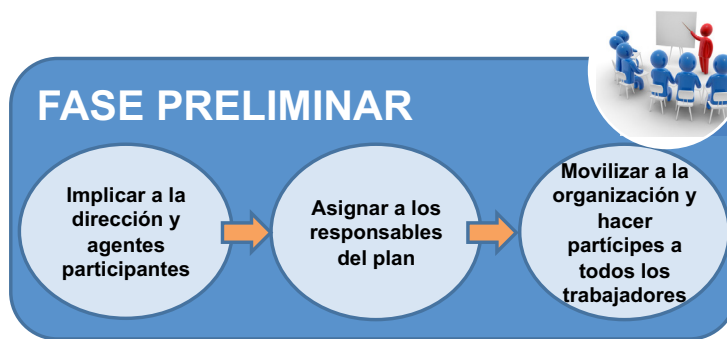 FASE PRELIMINAR
Implicar a la
dirección y
agentes
participantes
Asignar a los
responsables
del plan
Movilizar a la
organización y
hacer
partícipes a
todos los
trabajadores